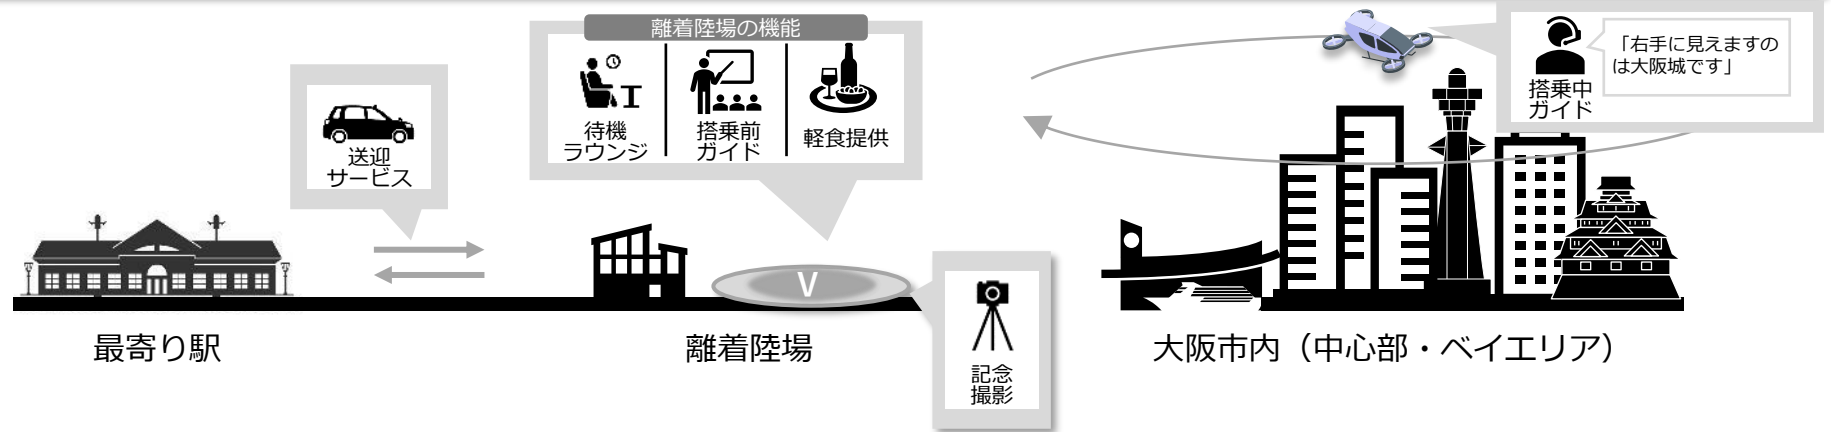 離着陸場の機能
待機
ラウンジ
搭乗前
ガイド
軽食提供
送迎
サービス
「右手に見えますの
は大阪城です」
搭乗中
ガイド
V
記念
撮影
最寄り駅
離着陸場
大阪市内（中心部・ベイエリア）